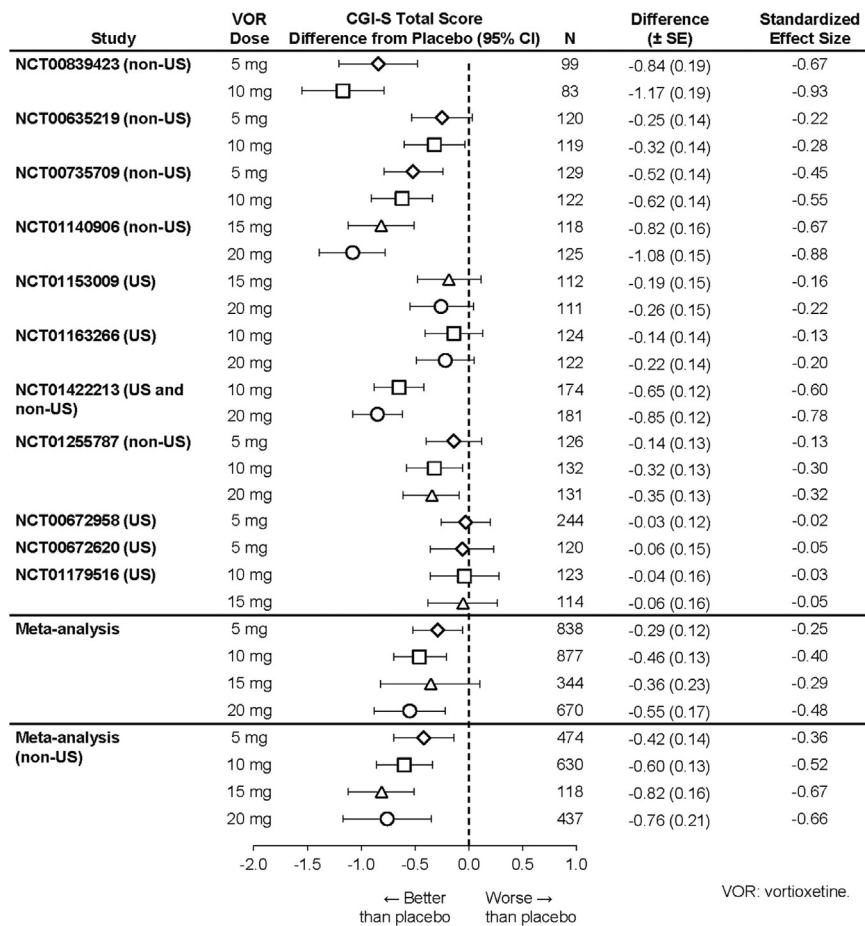 VOR CGI-S Total Score Difference Standardized
Study Dose Difference from Placebo (95% CI) N (± SE) Effect Size
NCT00839423 (non-US) 5 mg 99 -0.84 (0.19) -0.67
10 mg 83 -1.17 (0.19) -0.93
NCT00635219 (non-US) 5 mg 120 -0.25 (0.14) -0.22
10 mg 119 -0.32 (0.14) -0.28
NCT00735709 (non-US) 5 mg 129 -0.52 (0.14) -0.45
10 mg 122 -0.62 (0.14) -0.55
NCT01140906 (non-US) 15 mg 118 -0.82 (0.16) -0.67
20 mg 125 -1.08 (0.15) -0.88
NCT01153009 (US) 15 mg 112 -0.19 (0.15) -0.16
20 mg 111 -0.26 (0.15) -0.22
NCT01163266 (US) 10 mg 124 -0.14 (0.14) -0.13
20 mg 122 -0.22 (0.14) -0.20
NCT01422213 (US and 10 mg 174 -0.65 (0.12) -0.60
non-US) 20 mg 181 -0.85 (0.12) -0.78
NCT01255787 (non-US) 5 mg 126 -0.14 (0.13) -0.13
10 mg 132 -0.32 (0.13) -0.30
20 mg 131 -0.35 (0.13) -0.32
NCT00672958 (US) 5 mg 244 -0.03 (0.12) -0.02
NCT00672620 (US) 5 mg 120 -0.06 (0.15) -0.05
NCT01179516 (US) 10 mg 123 -0.04 (0.16) -0.03
15 mg 114 -0.06 (0.16) -0.05
Meta-analysis 5 mg 838 -0.29 (0.12) -0.25
10 mg 877 -0.46 (0.13) -0.40
15 mg 344 -0.36 (0.23) -0.29
20 mg 670 -0.55 (0.17) -0.48
Meta-analysis 5 mg 474 -0.42 (0.14) -0.36
(non-US) 10 mg 630 -0.60 (0.13) -0.52
15 mg 118 -0.82 (0.16) -0.67
20 mg 437 -0.76 (0.21) -0.66
-2.0 -1.5 -1.0 -0.5 0.0 0.5 1.0
← Better Worse →
than placebo than placebo
VOR: vortioxetine.